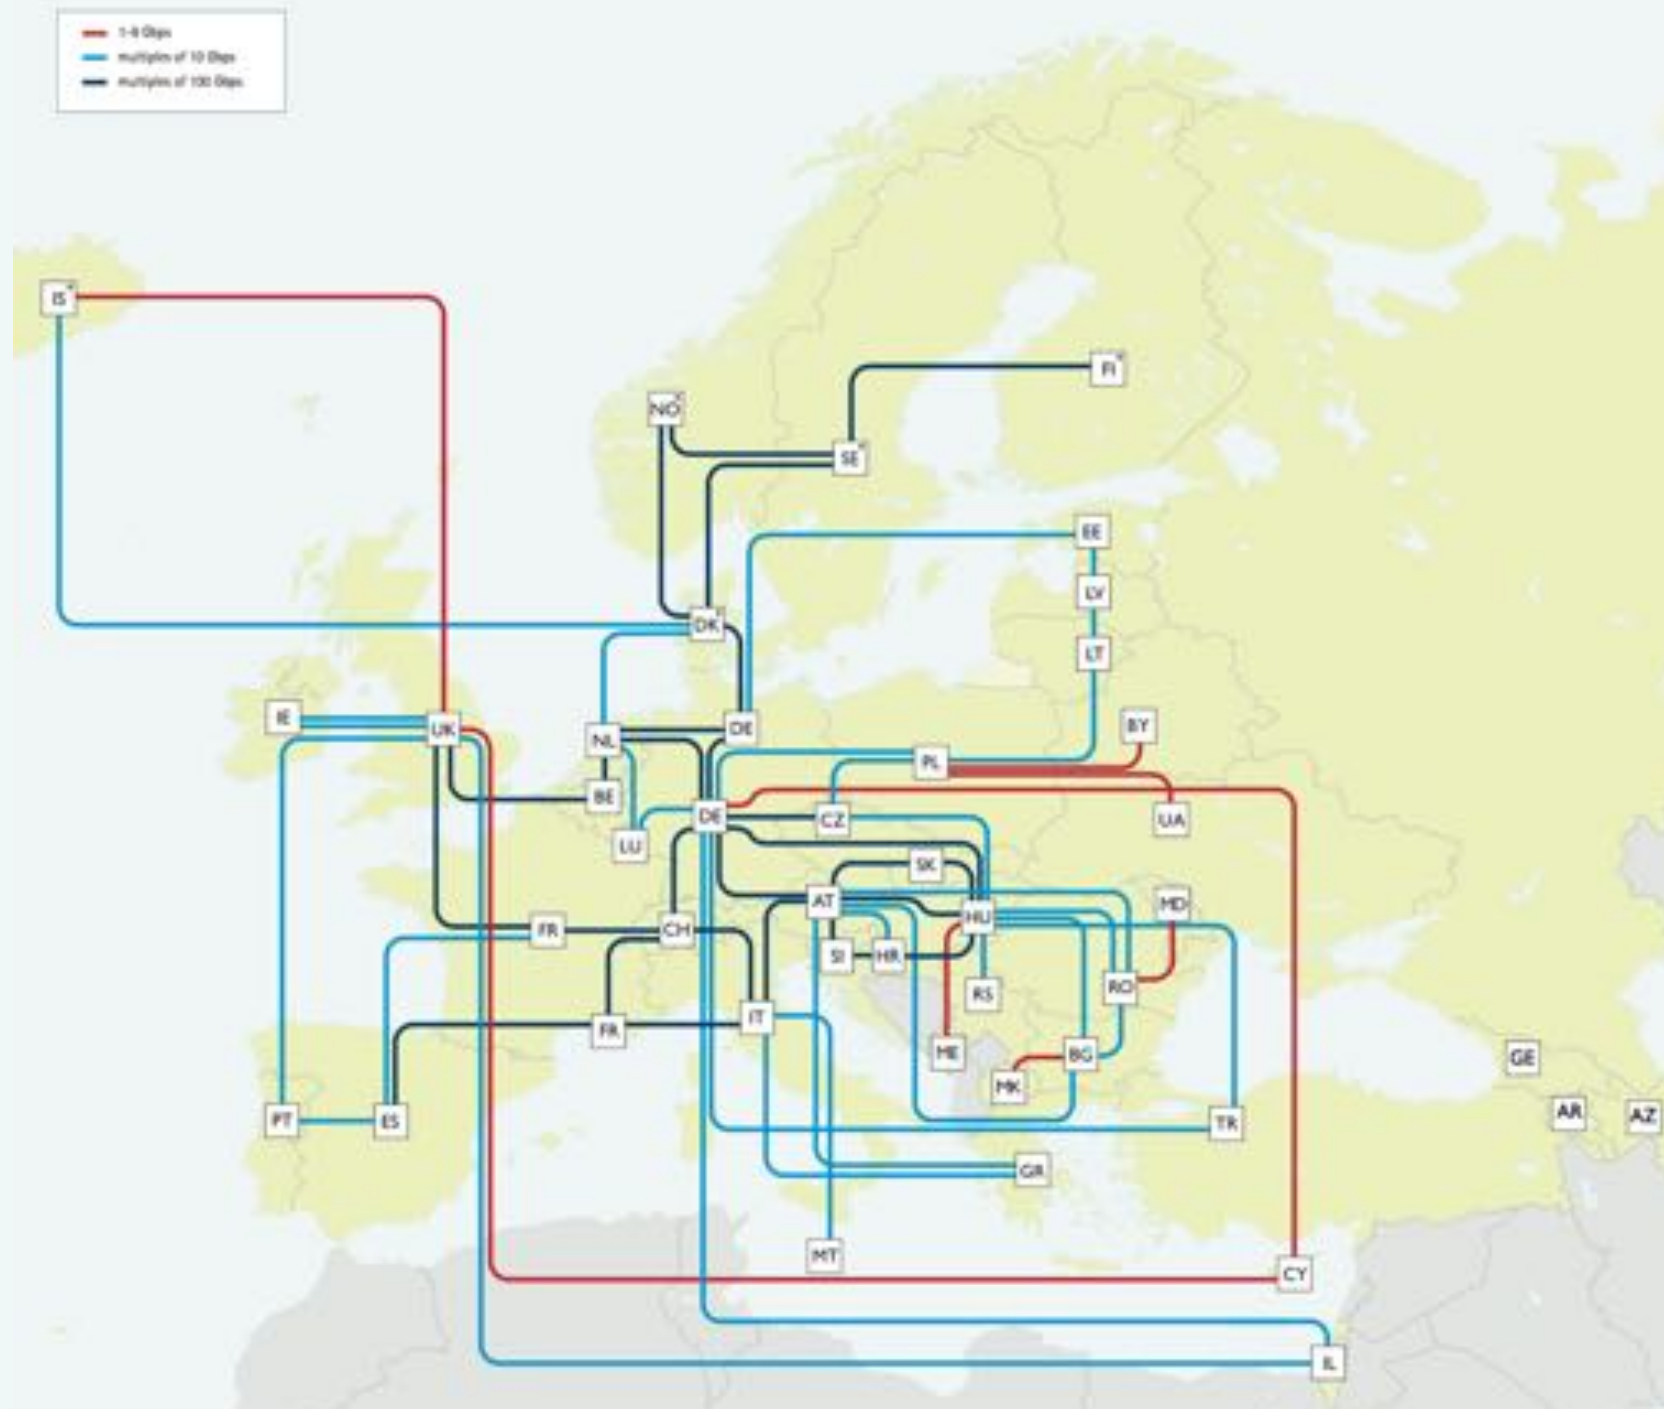 1-9 Gbps
multiples of 10 Gbps
multiples of 100 Gbps
IS
FI
NO
SE
EE
LV
DK
LT
IE
UK
NL
DE
BY
PL
BE
DE
CZ
UA
LU
SK
AT
MD
HU
FR
CH
SI
HR
RS
RO
IT
FR
ME
BG
GE
MK
PT
ES
TR
AR
AZ
GR
MT
CY
IL